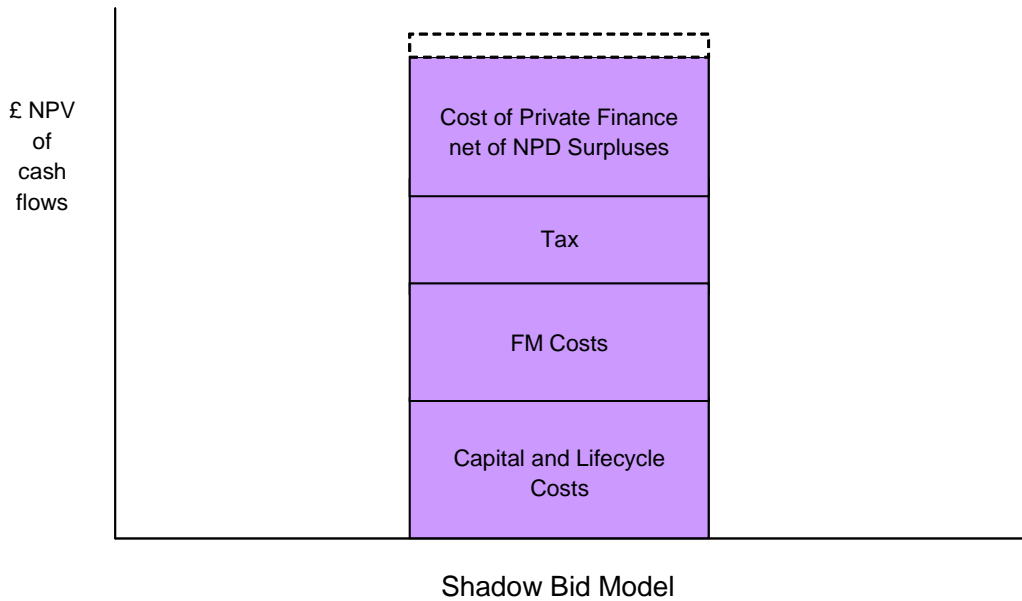 £ NPV
of
cash
flows
Cost of Private Finance
net of NPD Surpluses
Tax
FM Costs
Capital and Lifecycle
Costs
Shadow Bid Model